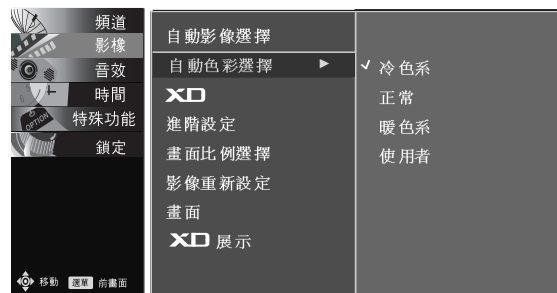 頻道
影像
音效
時間
OPTION
特殊功能
鎖定
移動 選單 前畫面
自動影像選擇
自動色彩選擇 ▶
XD
進階設定
畫面比例選擇
影像重新設定
畫面
XD 展示
✓ 冷色系
正常
暖色系
使用者